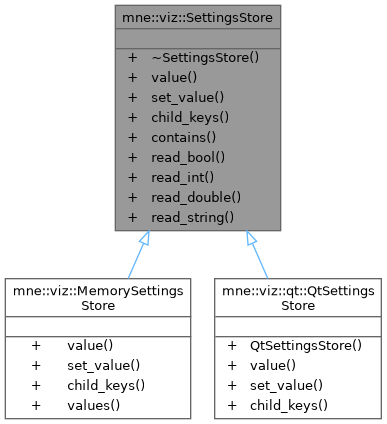 mne::viz::SettingsStore
+ ~SettingsStore()
+ value()
+ set_value()
+ child_keys()
+ contains()
+ read_bool()
+ read_int()
+ read_double()
+ read_string()
mne::viz::MemorySettings
Store
+ value()
+ set_value()
+ child_keys()
+ values()
mne::viz::qt::QtSettings
Store
+ QtSettingsStore()
+ value()
+ set_value()
+ child_keys()